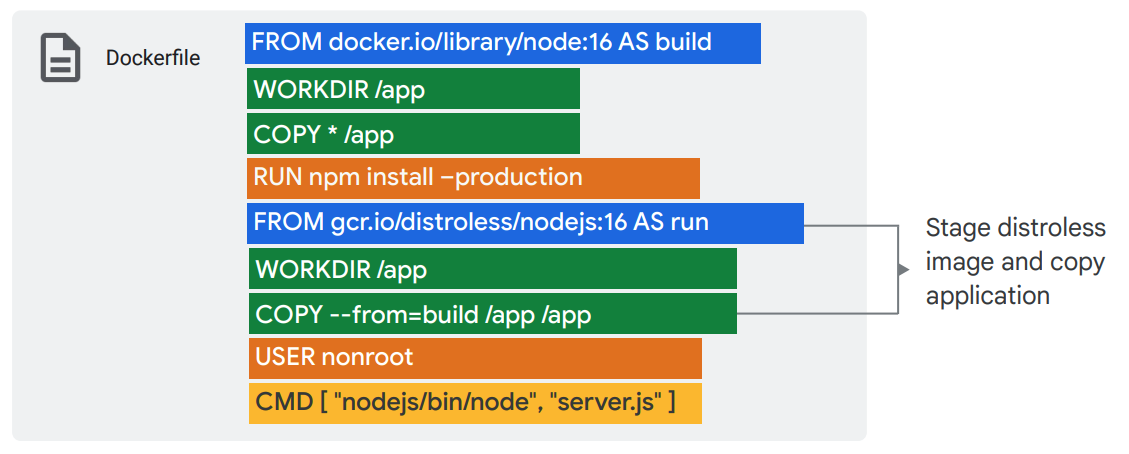 Dockerfile
FROM docker.io/library/node:16 AS build
WORKDIR /app
COPY * /app
RUN npm install –production
FROM gcr.io/distroless/nodejs:16 AS run
WORKDIR /app
COPY --from=build /app /app
USER nonroot
CMD [ "nodejs/bin/node", "server.js" ]
Stage distroless
image and copy
application